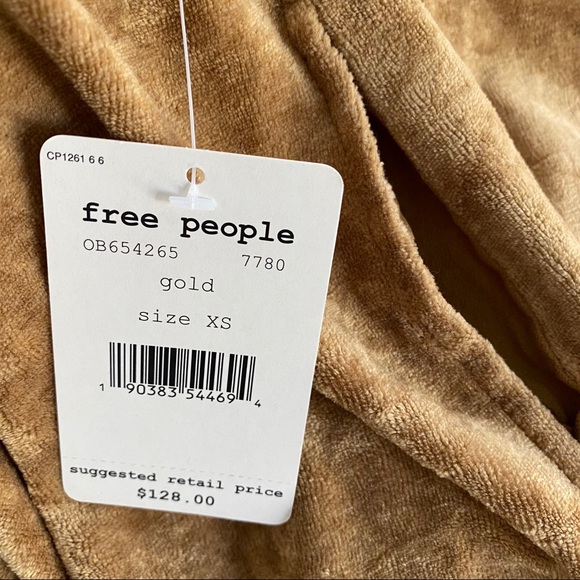 CP1261 6 6
free people
OB654265 7780
gold
size XS
1 90383 54469 4
suggested retail price
$128.00